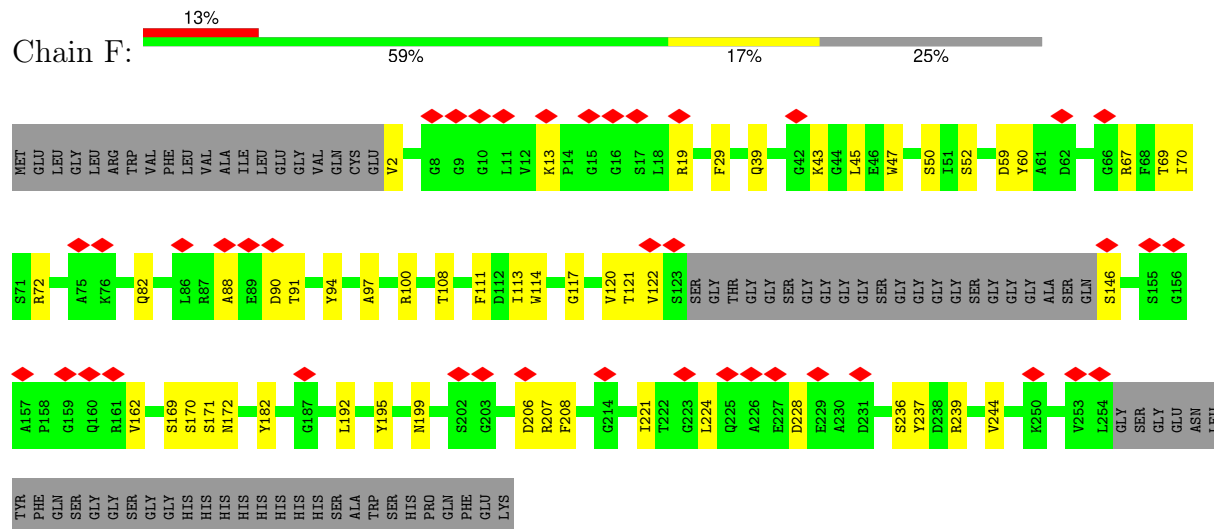 13%
Chain F:
59% 17% 25%
MET GLU LEU GLY LEU ARG TRP VAL PHE LEU VAL ALA ILE LEU GLU GLY VAL GLN CYS GLU V2 G8 G9 G10 L11 V12 K13 P14 G15 G16 S17 L18 R19 F29 Q39 G42 K43 G44 L45 E46 W47 S50 I51 S52 D59 Y60 A61 D62 G66 R67 F68 T69 I70
S71 R72 A75 K76 Q82 L86 R87 A88 E89 D90 T91 Y94 A97 R100 T108 F111 D112 I113 W114 G117 V120 T121 V122 S123 SER GLY THR GLY GLY SER GLY GLY GLY GLY SER GLY GLY GLY GLY SER GLY GLY GLY ALA SER GLN S146 S155 G156
A157 P158 G159 Q160 R161 V162 S169 S170 S171 N172 Y182 G187 L192 Y195 N199 S202 G203 D206 R207 F208 G214 I221 T222 G223 L224 Q225 A226 E227 D228 E229 A230 D231 S236 Y237 D238 R239 V244 K250 V253 L254 GLY SER GLY GLU ASN LEU
TYR PHE GLN SER GLY GLY SER GLY GLY HIS HIS HIS HIS HIS HIS HIS HIS SER ALA TRP SER HIS PRO GLN PHE GLU LYS